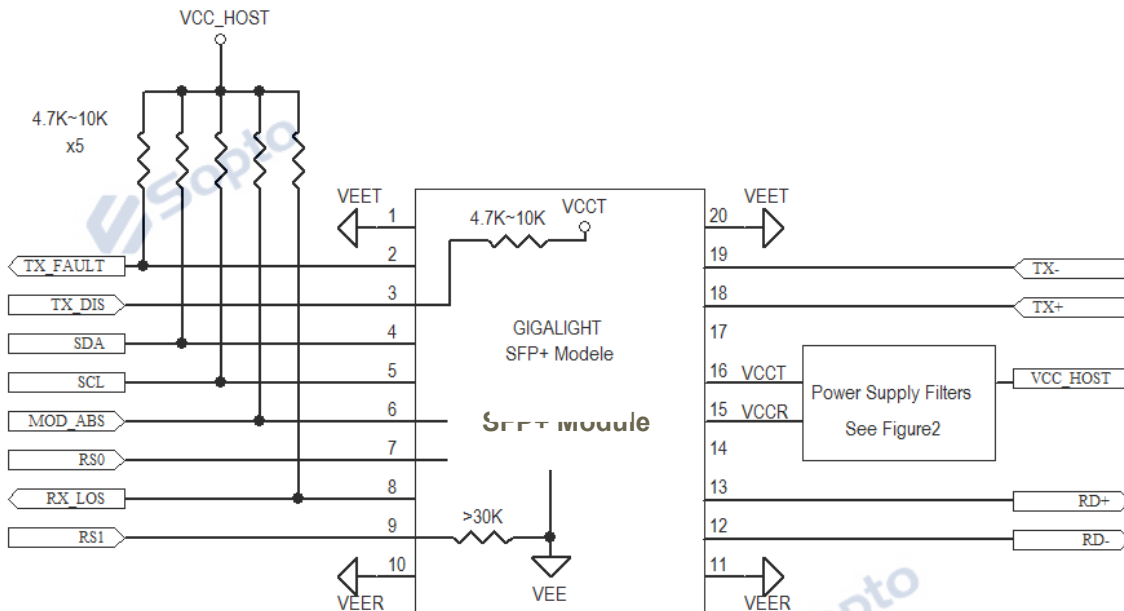 VCC_HOST
4.7K~10K
x5
Sopto
VEET
1
4.7K~10K
VCCT
20
VEET
TX_FAULT
2
19
TX-
TX_DIS
3
18
TX+
SDA
4
GIGALIGHT
SFP+ Modele
17
SCL
5
16
VCCT
Power Supply Filters
See Figure2
VCC_HOST
MOD_ABS
6
SFP+ Module
15
VCCR
RS0
7
14
RX_LOS
8
13
RD+
RS1
9
>30K
12
RD-
10
VEER
VEE
11
VEER